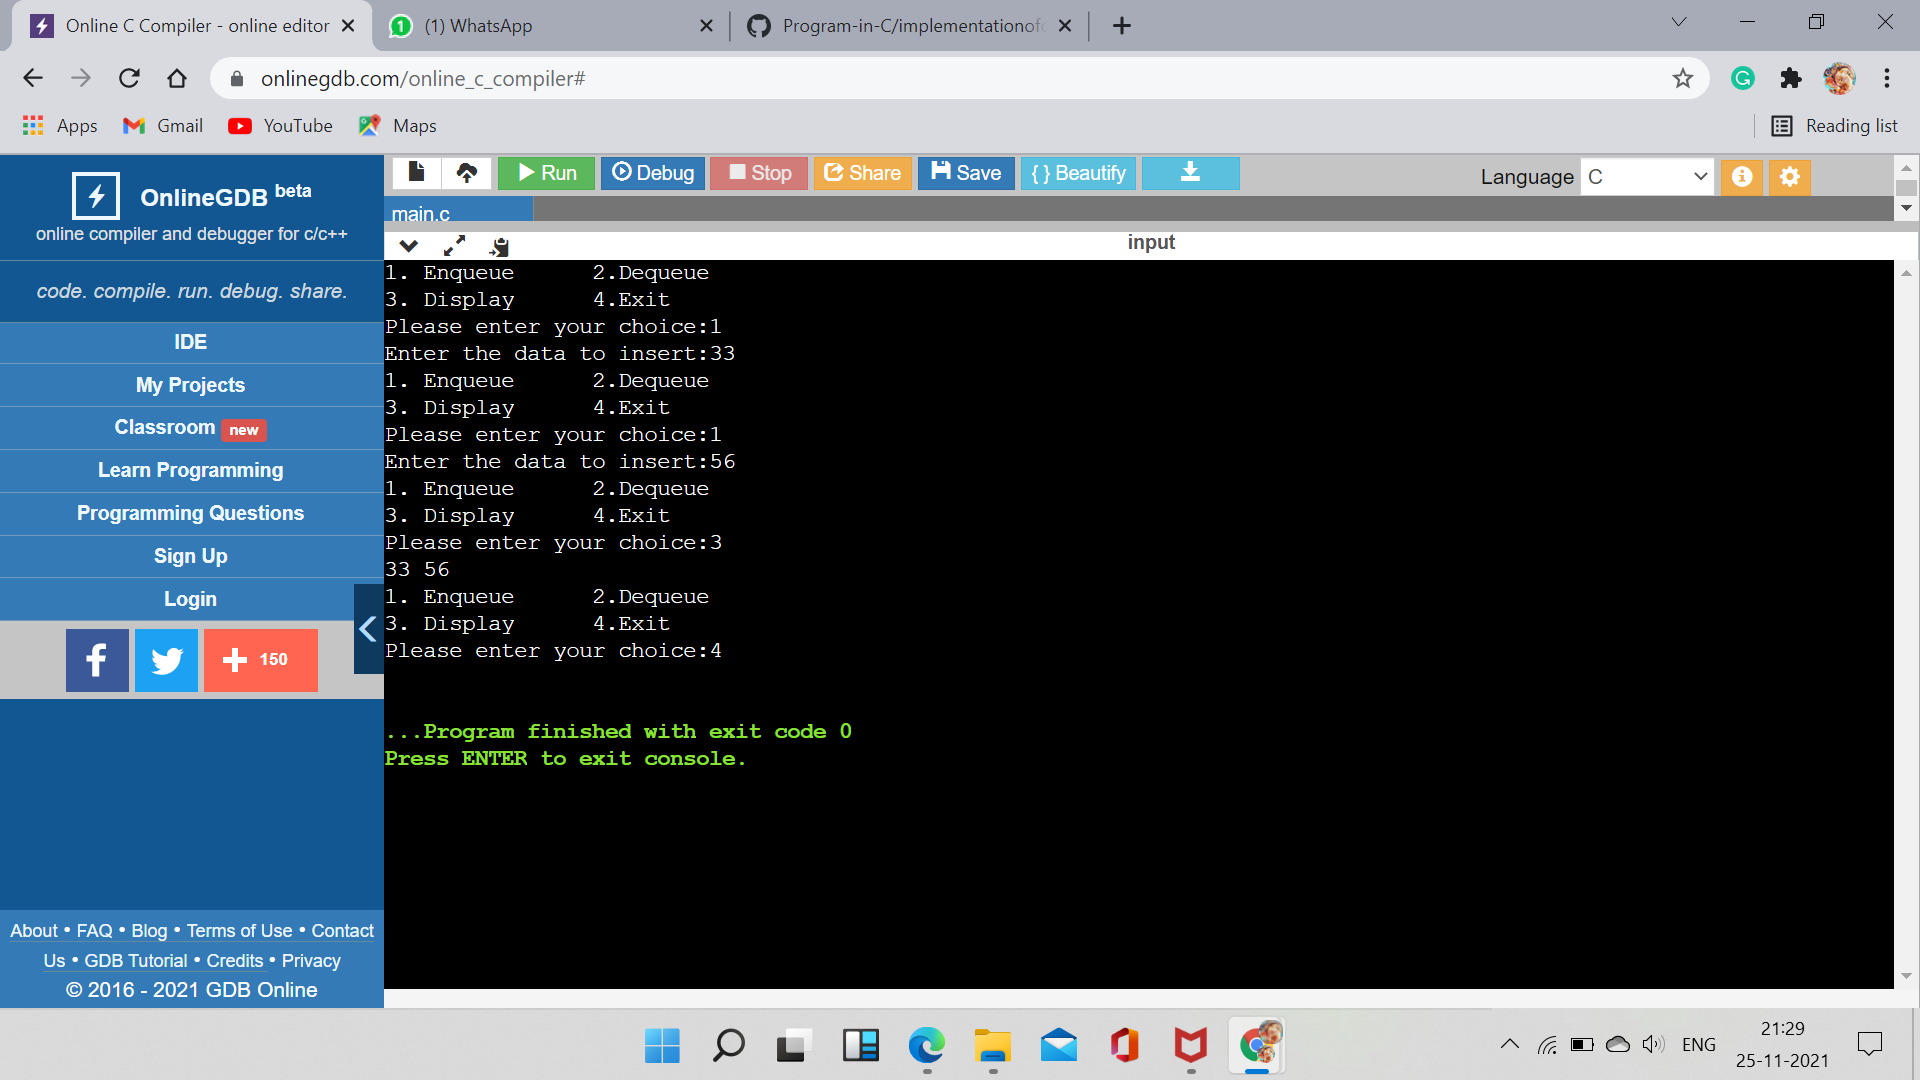 Online C Compiler - online editor
(1) WhatsApp
Program-in-C/implementationof
onlinegdb.com/online_c_compiler#
Apps Gmail YouTube Maps
Reading list
OnlineGDB beta
online compiler and debugger for c/c++
code. compile. run. debug. share.
IDE
My Projects
Classroom new
Learn Programming
Programming Questions
Sign Up
Login
150
About • FAQ • Blog • Terms of Use • Contact
Us • GDB Tutorial • Credits • Privacy
© 2016 - 2021 GDB Online
Run Debug Stop Share Save { } Beautify
Language C
main.c
input
1. Enqueue 2.Dequeue
3. Display 4.Exit
Please enter your choice:1
Enter the data to insert:33
1. Enqueue 2.Dequeue
3. Display 4.Exit
Please enter your choice:1
Enter the data to insert:56
1. Enqueue 2.Dequeue
3. Display 4.Exit
Please enter your choice:3
33 56
1. Enqueue 2.Dequeue
3. Display 4.Exit
Please enter your choice:4
...Program finished with exit code 0
Press ENTER to exit console.
ENG
21:29
25-11-2021